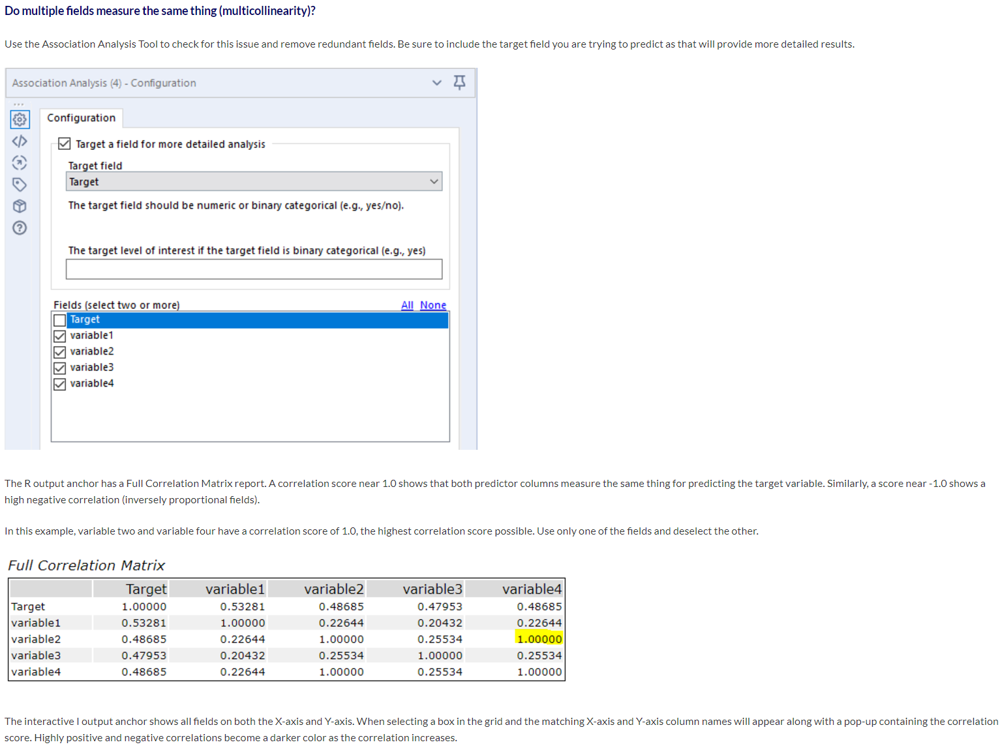 Do multiple fields measure the same thing (multicollinearity)?
Use the Association Analysis Tool to check for this issue and remove redundant fields. Be sure to include the target field you are trying to predict as that will provide more detailed results.
Association Analysis (4) - Configuration
Configuration
Target a field for more detailed analysis
Target field
Target
The target field should be numeric or binary categorical (e.g., yes/no).
The target level of interest if the target field is binary categorical (e.g., yes)
Fields (select two or more) All None
Target
variable1
variable2
variable3
variable4
The R output anchor has a Full Correlation Matrix report. A correlation score near 1.0 shows that both predictor columns measure the same thing for predicting the target variable. Similarly, a score near -1.0 shows a
high negative correlation (inversely proportional fields).
In this example, variable two and variable four have a correlation score of 1.0, the highest correlation score possible. Use only one of the fields and deselect the other.
Full Correlation Matrix
Target variable1 variable2 variable3 variable4
Target 1.00000 0.53281 0.48685 0.47953 0.48685
variable1 0.53281 1.00000 0.22644 0.20432 0.22644
variable2 0.48685 0.22644 1.00000 0.25534 1.00000
variable3 0.47953 0.20432 0.25534 1.00000 0.25534
variable4 0.48685 0.22644 1.00000 0.25534 1.00000
The interactive I output anchor shows all fields on both the X-axis and Y-axis. When selecting a box in the grid and the matching X-axis and Y-axis column names will appear along with a pop-up containing the correlation
score. Highly positive and negative correlations become a darker color as the correlation increases.